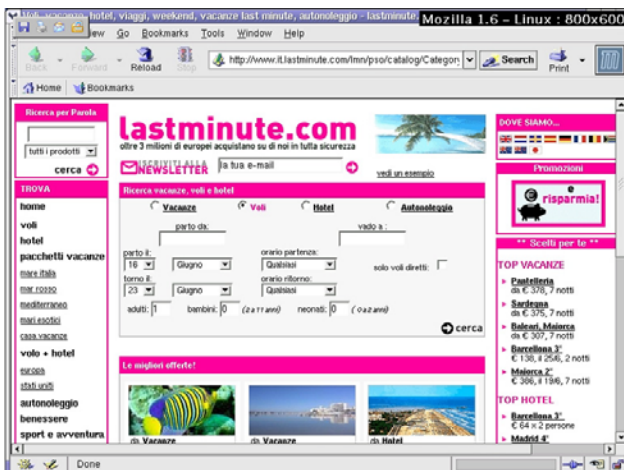 hotel, viaggi, weekend, vacanze last minute, autonoleggio - lastminute.
Mozilla 1.6 - Linux : 800x600
Go Bookmarks Tools Window Help
Back Forward Reload Stop
http://www.it.lastminute.com/lmn/pso/catalog/Categor
Search
Print
Home Bookmarks
Ricerca per Parola
tutti i prodotti
cerca
TROVA
home
voli
hotel
pacchetti vacanze
mare italia
mar rosso
mediterraneo
mari esotici
casa vacanze
volo + hotel
europa
stati uniti
autonoleggio
benessere
sport e avventura
lastminute.com
oltre 3 milioni di europei acquistano su di noi in tutta sicurezza
ISCRIVITI ALLA
NEWSLETTER
la tua e-mail
vedi un esempio
Ricerca vacanze, voli e hotel
Vacanze Voli Hotel Autonoleggio
parto da: vado a :
parto il: orario partenza:
16 Giugno Qualsiasi
solo voli diretti:
torno il: orario ritorno:
23 Giugno Qualsiasi
adulti: 1 bambini: 0 (2 a 11 anni) neonati: 0 (0 a 2 anni)
cerca
Le migliori offerte!
da Vacanze
da Vacanze
da Hotel
DOVE SIAMO...
Promozioni
e
risparmia!
** Scelti per te **
TOP VACANZE
Pantelleria
da € 378, 7 notti
Sardegna
da € 375, 7 notti
Baleari, Maiorca
da € 307, 7 notti
Barcellona 3*
€ 138, il 25/6, 2 notti
Maiorca 2*
€ 386, il 19/6, 7 notti
TOP HOTEL
Barcellona 3*
€ 64 x 2 persone
Madrid 4*
Done